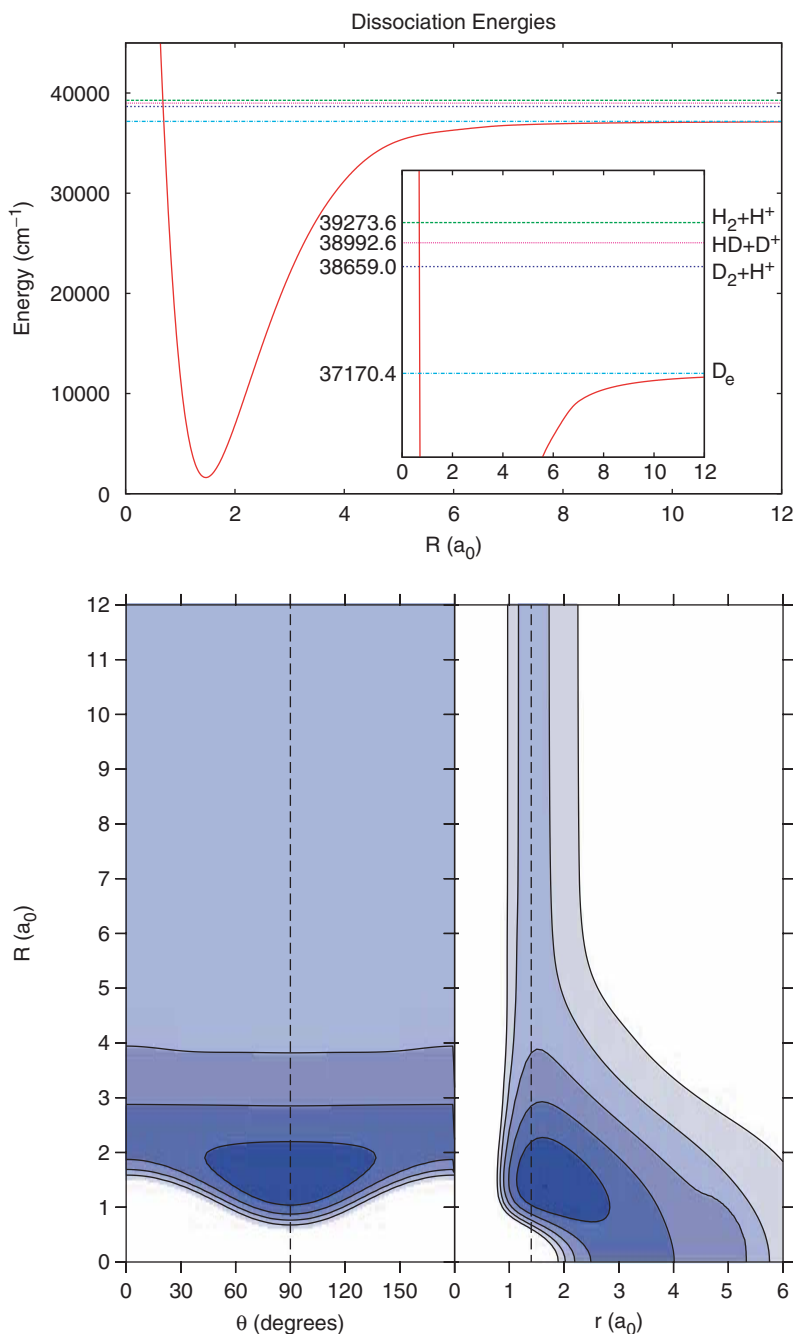 Dissociation Energies
Energy (cm⁻¹)
40000
30000
20000
10000
0
0 2 4 6 8 10 12
R (a₀)
39273.6
38992.6
38659.0
37170.4
H₂+H⁺
HD+D⁺
D₂+H⁺
Dₑ
0 2 4 6 8 10 12
R (a₀)
12
11
10
9
8
7
6
5
4
3
2
1
0
0 30 60 90 120 150
θ (degrees)
0 1 2 3 4 5 6
r (a₀)